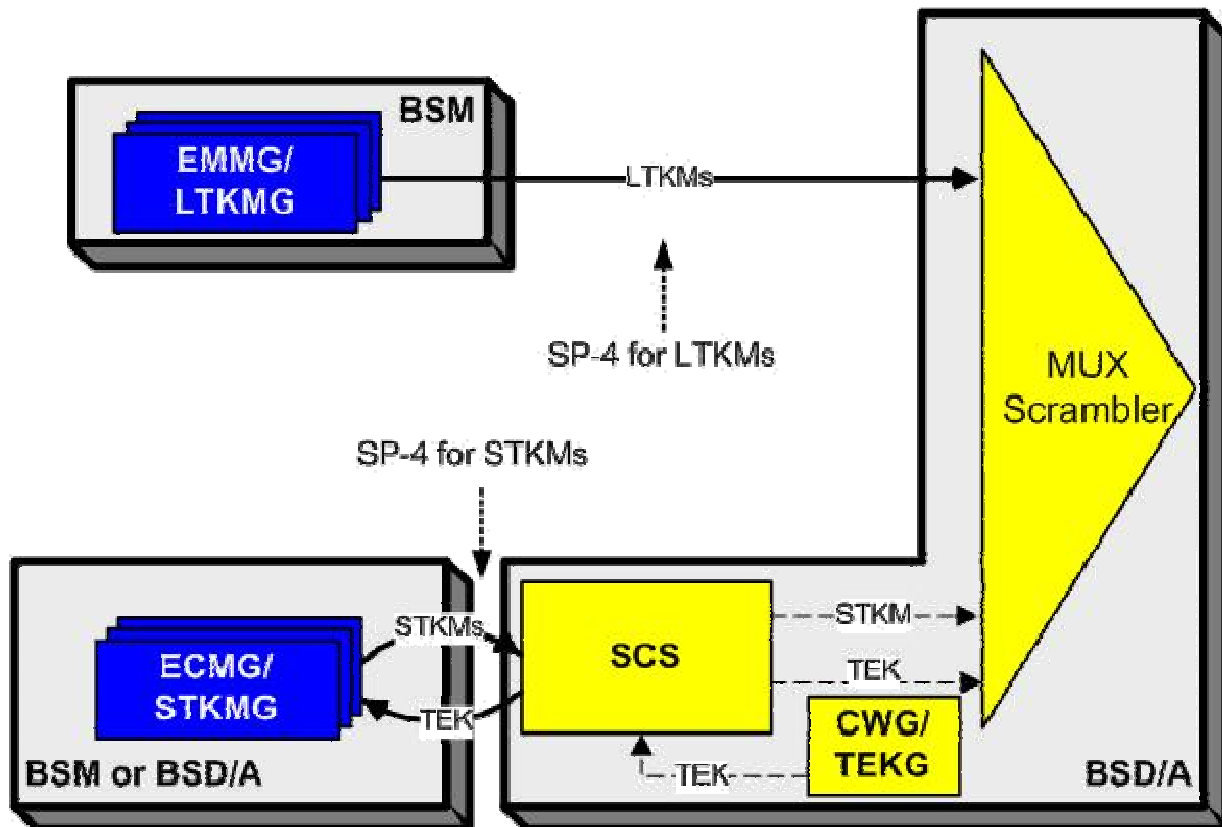 BSM
EMMG/
LTKMG
LTKMs
SP-4 for LTKMs
MUX
Scrambler
SP-4 for STKMs
STKMs
ECMG/
STKMG
TEK
BSM or BSD/A
SCS
STKM
TEK
CWG/
TEKG
TEK
BSD/A